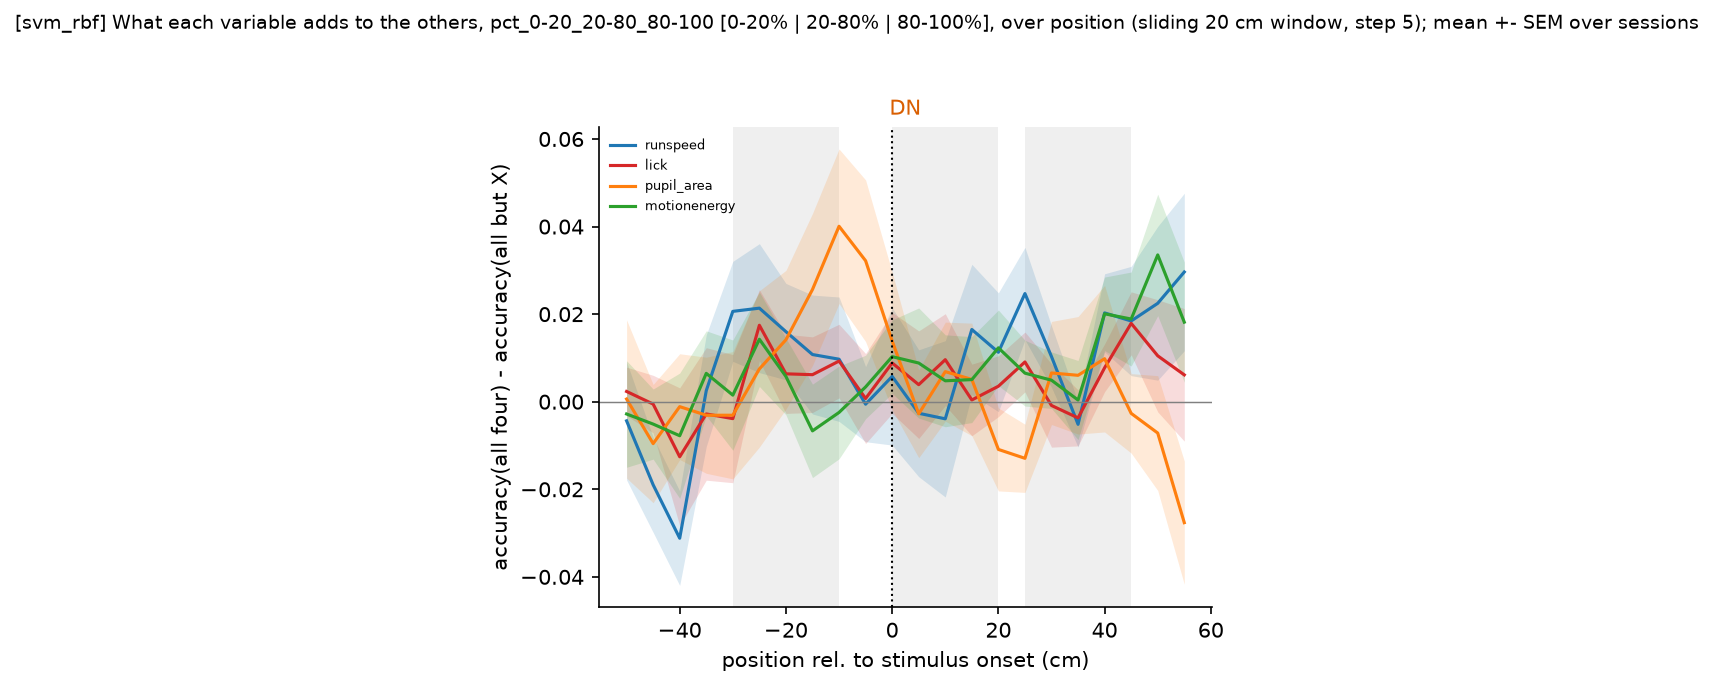 [svm_rbf] What each variable adds to the others, pct_0-20_20-80_80-100 [0-20% | 20-80% | 80-100%], over position (sliding 20 cm window, step 5); mean +- SEM over sessions
DN
runspeed
lick
pupil_area
motionenergy
accuracy(all four) - accuracy(all but X)
0.06
0.04
0.02
0.00
−0.02
−0.04
−40
−20
0
20
40
60
position rel. to stimulus onset (cm)